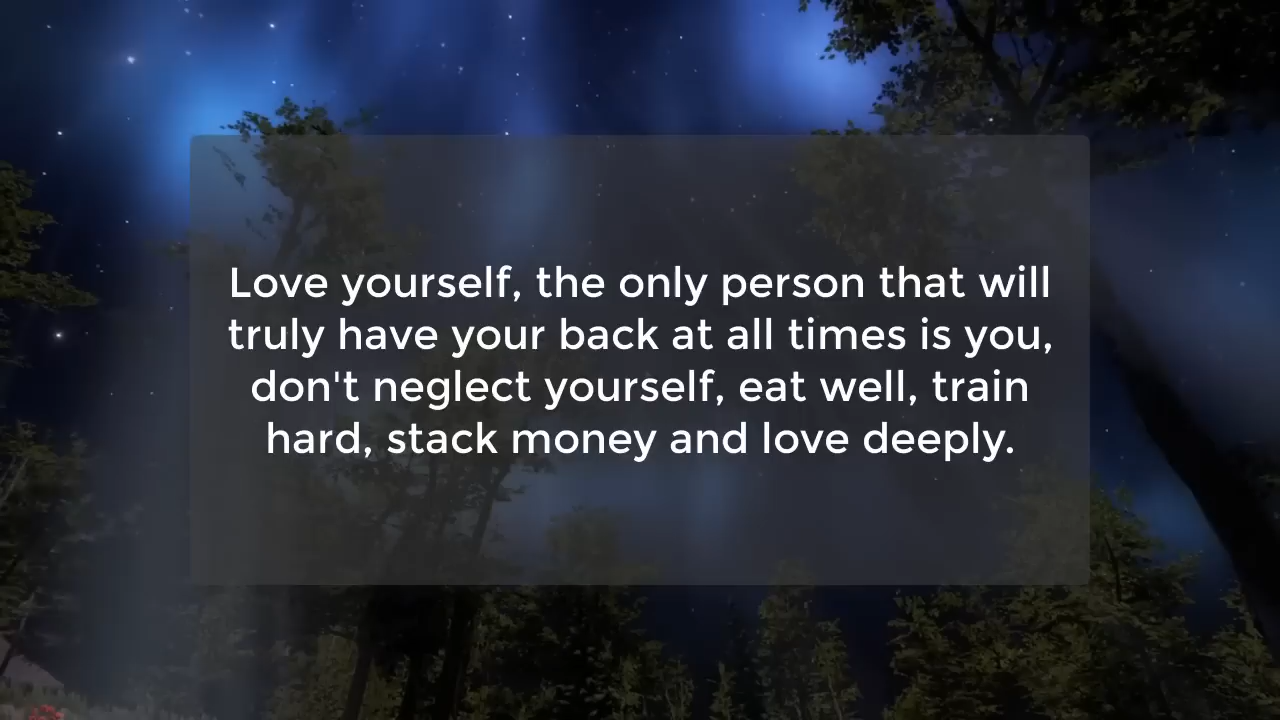 Love yourself, the only person that will
truly have your back at all times is you,
don't neglect yourself, eat well, train
hard, stack money and love deeply.